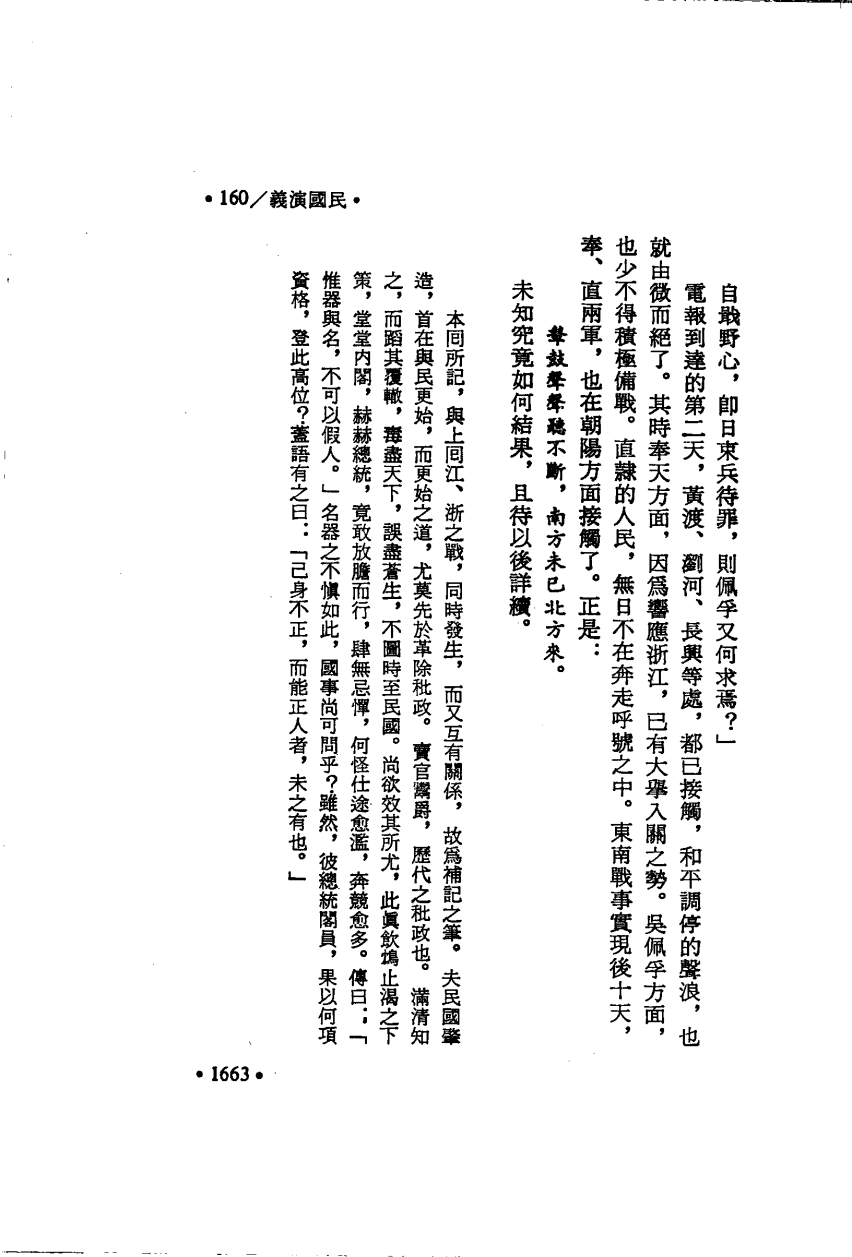 •160／義演國民•
自戢野心，卽日束兵待罪，則佩孚又何求焉？」
電報到達的第二天，黃渡、瀏河、長興等處，都已接觸，和平調停的聲浪，也
就由微而絕了。其時奉天方面，因爲響應浙江，已有大舉入關之勢。吳佩孚方面，
也少不得積極備戰。直隸的人民，無日不在奔走呼號之中。東南戰事實現後十天，
奉、直兩軍，也在朝陽方面接觸了。正是：
鼙鼓聲聲聽不斷，南方未已北方來。
未知究竟如何結果，且待以後詳續。
本囘所記，與上囘江、浙之戰，同時發生，而又互有關係，故爲補記之筆。夫民國肇
造，首在與民更始，而更始之道，尤莫先於革除秕政。賣官鬻爵，歷代之秕政也。滿清知
之，而蹈其覆轍，毒盡天下，誤盡蒼生，不圖時至民國。尚欲效其所尤，此眞飮鴆止渴之下
策，堂堂內閣，赫赫總統，竟敢放膽而行，肆無忌憚，何怪仕途愈濫，奔競愈多。傳曰：「
惟器與名，不可以假人。」名器之不愼如此，國事尚可問乎？雖然，彼總統閣員，果以何項
資格，登此高位？蓋語有之曰：「己身不正，而能正人者，未之有也。」
•1663•